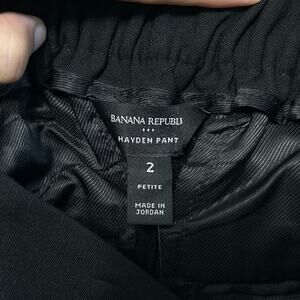 BANANA REPUBLI
HAYDEN PANT
2
PETITE
MADE IN
JORDAN